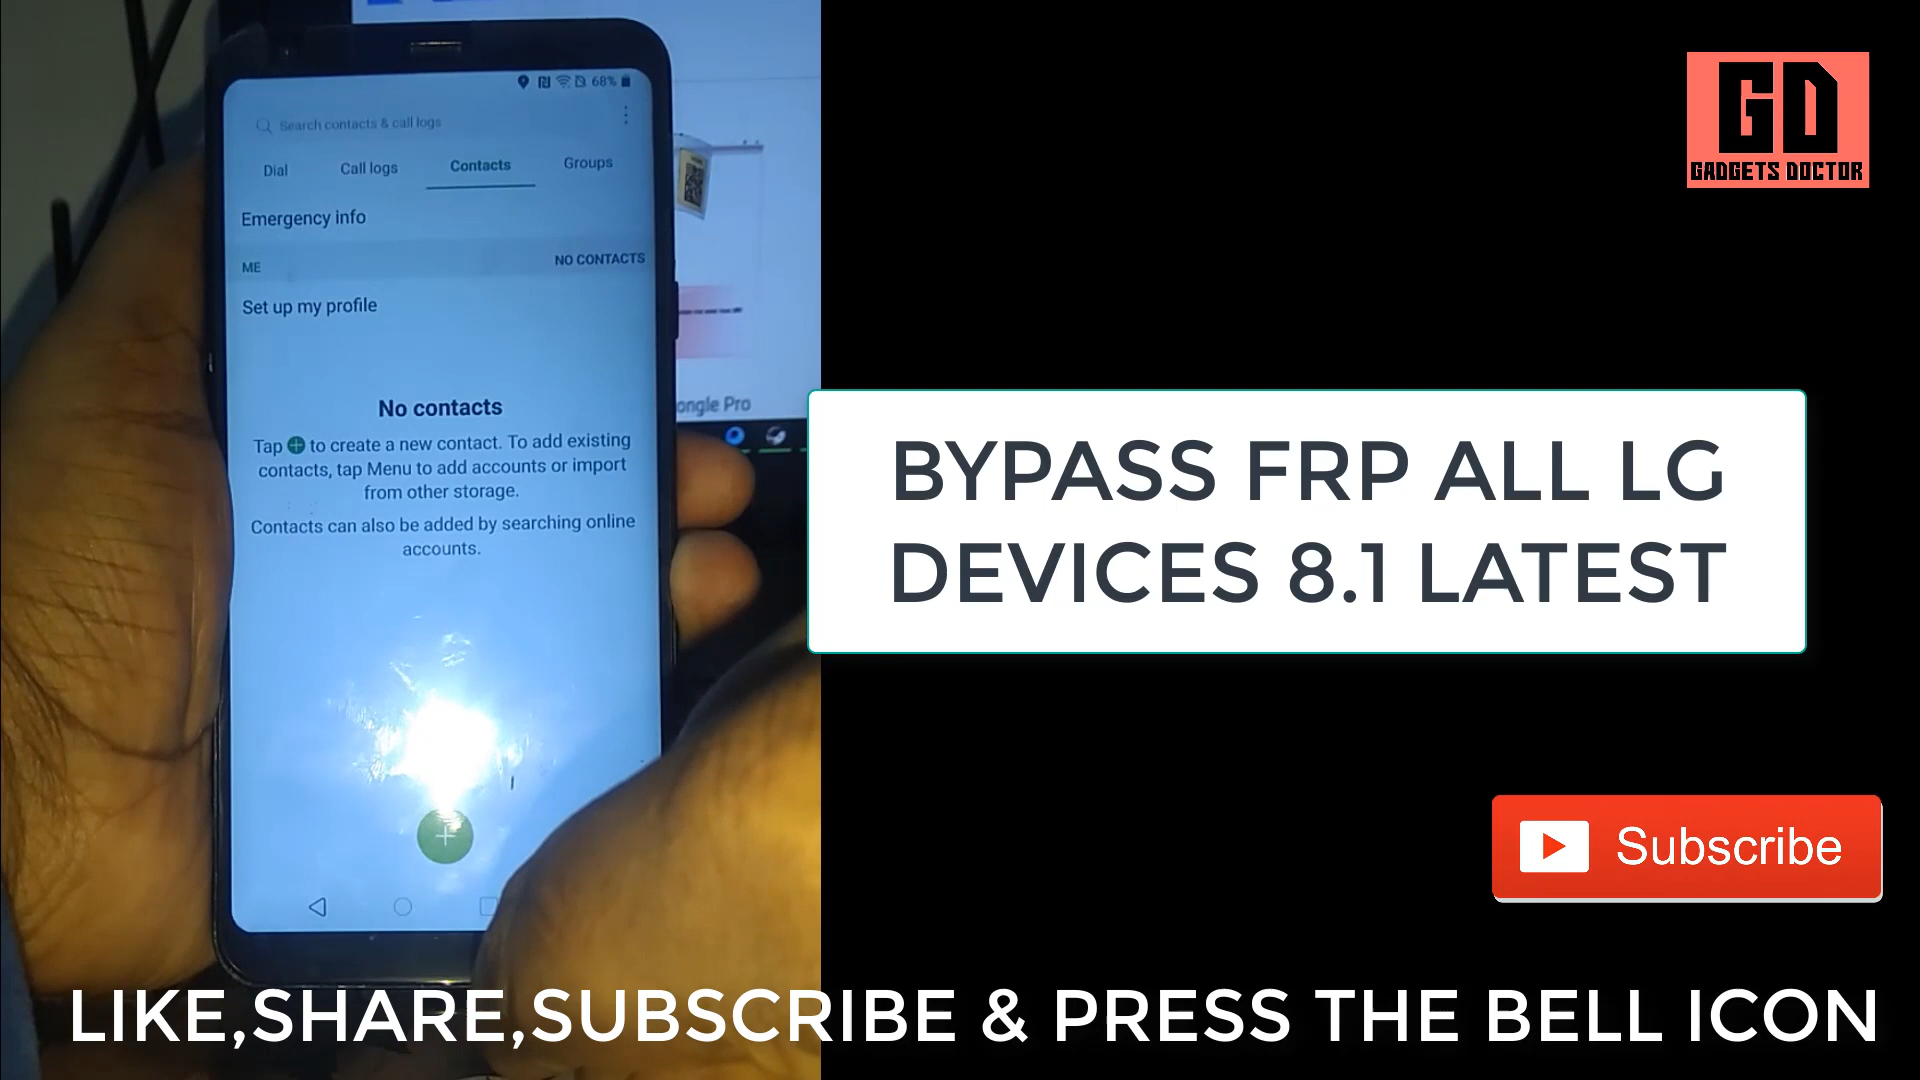 68%
Search contacts & call logs
Dial
Call logs
Contacts
Groups
Emergency info
ME
NO CONTACTS
Set up my profile
No contacts
Tap + to create a new contact. To add existing
contacts, tap Menu to add accounts or import
from other storage.
Contacts can also be added by searching online
accounts.
ongle Pro
GD
GADGETS DOCTOR
BYPASS FRP ALL LG
DEVICES 8.1 LATEST
Subscribe
LIKE,SHARE,SUBSCRIBE & PRESS THE BELL ICON